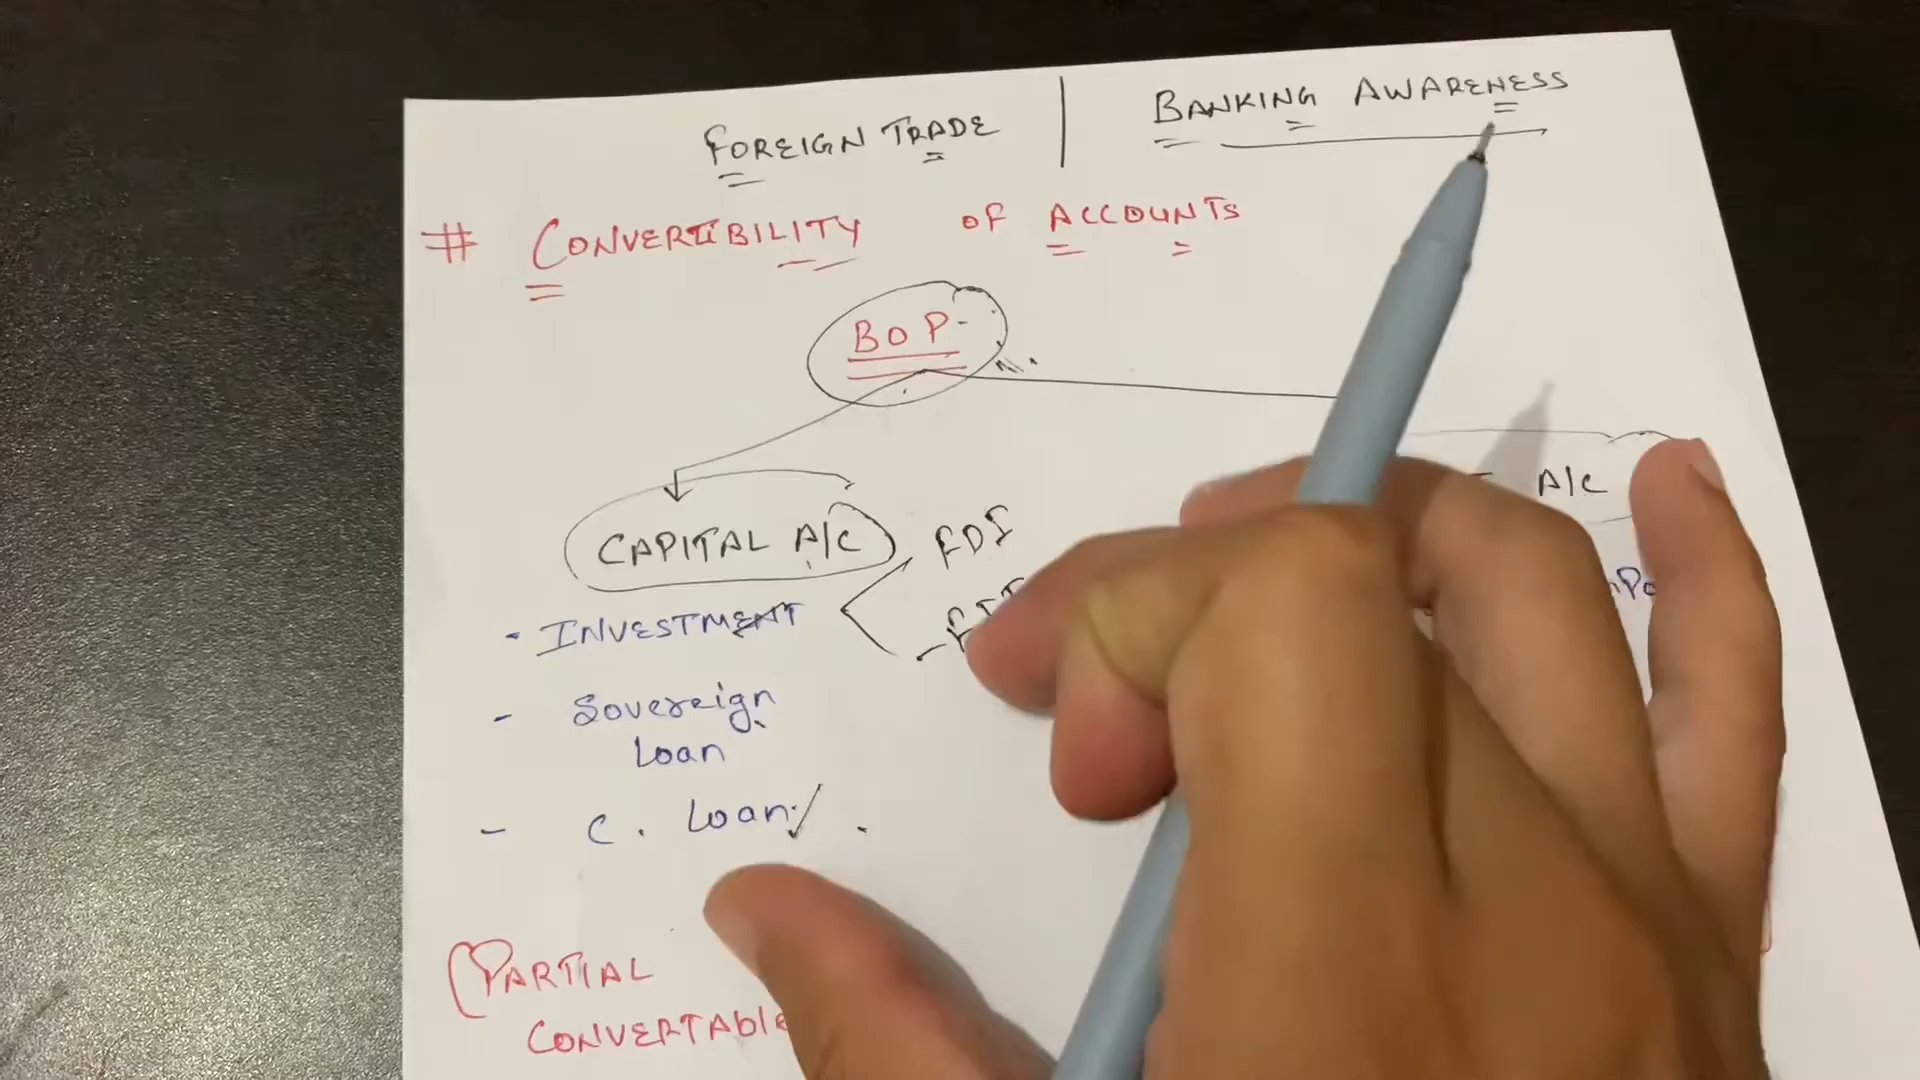 FOREIGN TRADE
BANKING AWARENESS
# CONVERTIBILITY OF ACCOUNTS
BOP
CAPITAL A/C
FDI
A/C
- INVESTMENT
- Sovereign
Loan
- C. Loan
(PARTIAL
CONVERTABLE